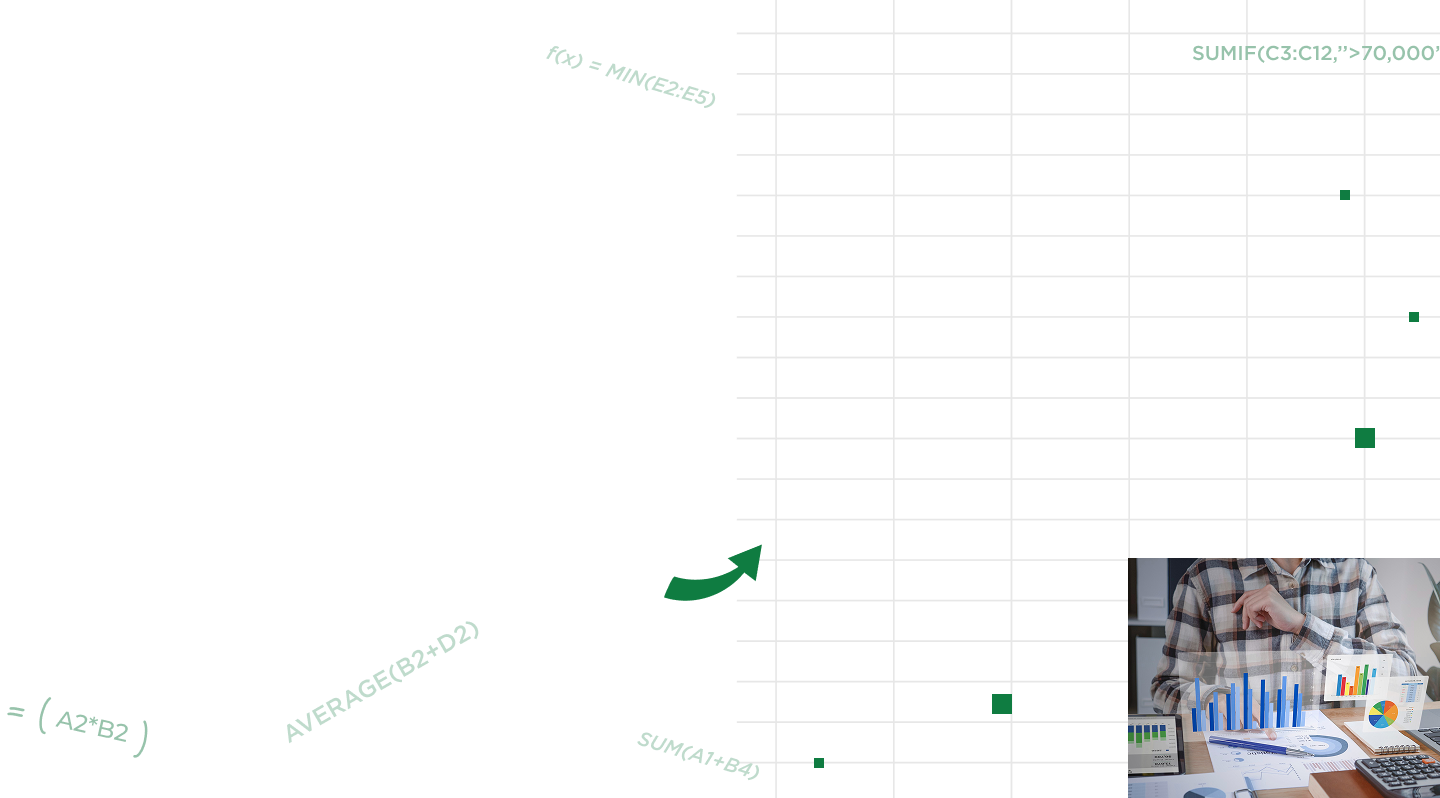 f(x) = MIN(E2:E5)
SUMIF(C3:C12,’’>70,000’
AVERAGE(B2+D2)
= ( A2*B2 )
SUM(A1+B4)